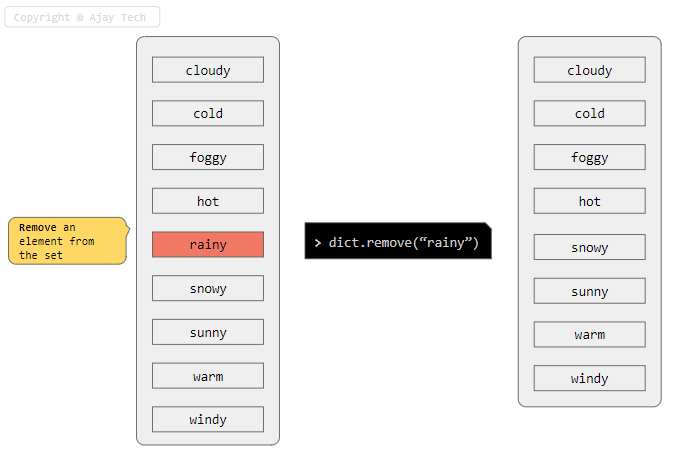 Copyright © Ajay Tech
cloudy
cold
foggy
hot
rainy
snowy
sunny
warm
windy
Remove an
element from
the set
> dict.remove(“rainy”)
cloudy
cold
foggy
hot
snowy
sunny
warm
windy